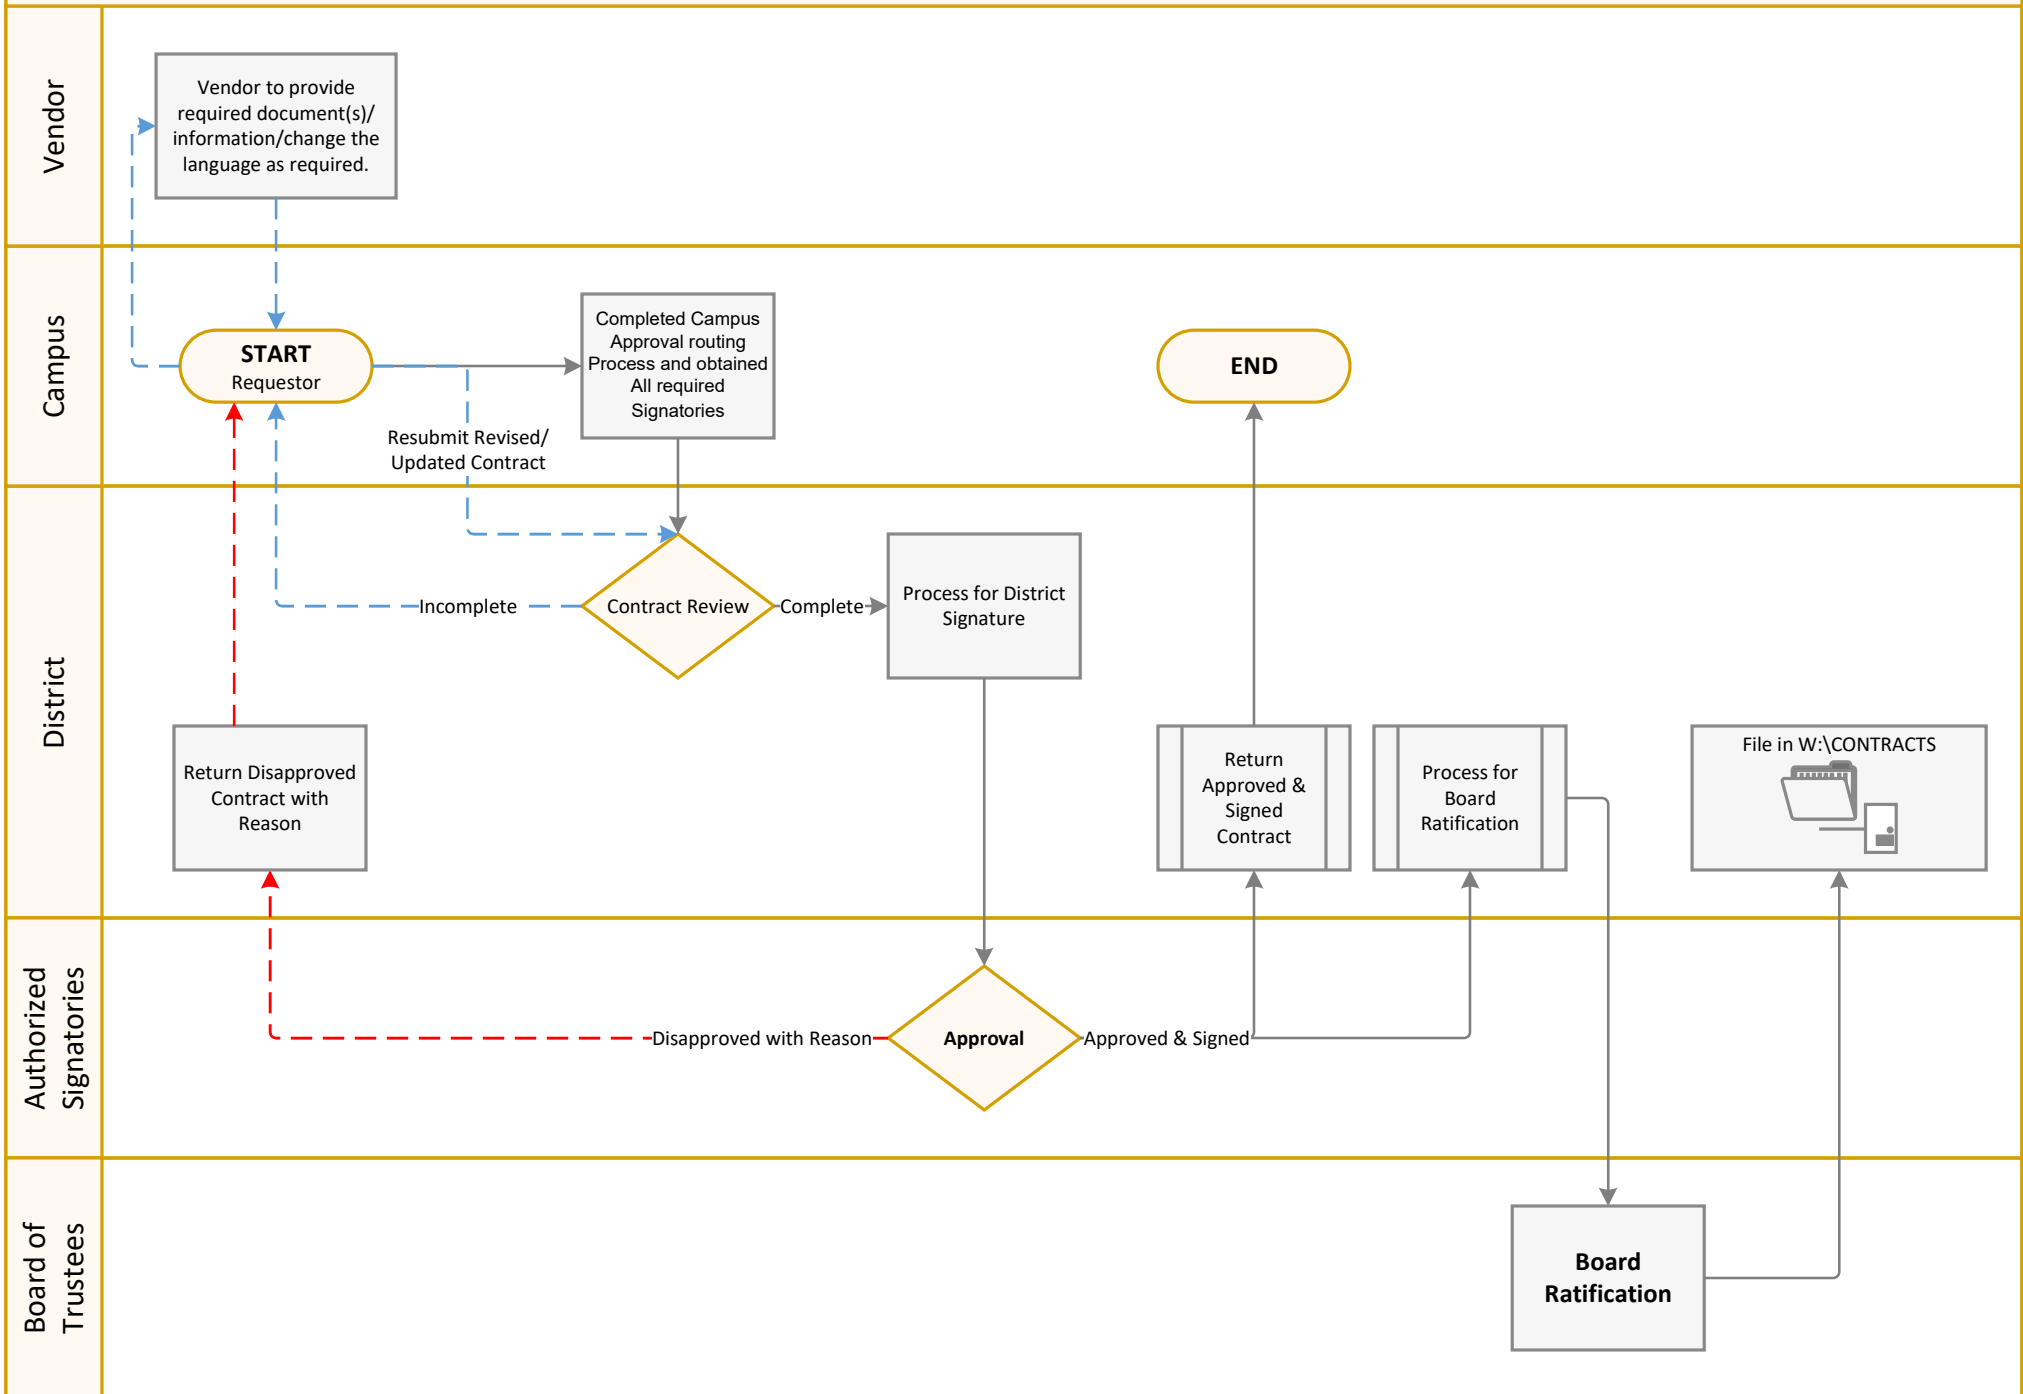 Vendor
Vendor to provide
required document(s)/
information/change the
language as required.
Campus
START
Requestor
Completed Campus
Approval routing
Process and obtained
All required
Signatories
END
Resubmit Revised/
Updated Contract
District
Incomplete
Contract Review
Complete
Process for District
Signature
Return Disapproved
Contract with
Reason
Return
Approved &
Signed
Contract
Process for
Board
Ratification
File in W:\CONTRACTS
Authorized
Signatories
Disapproved with Reason
Approval
Approved & Signed
Board of
Trustees
Board
Ratification